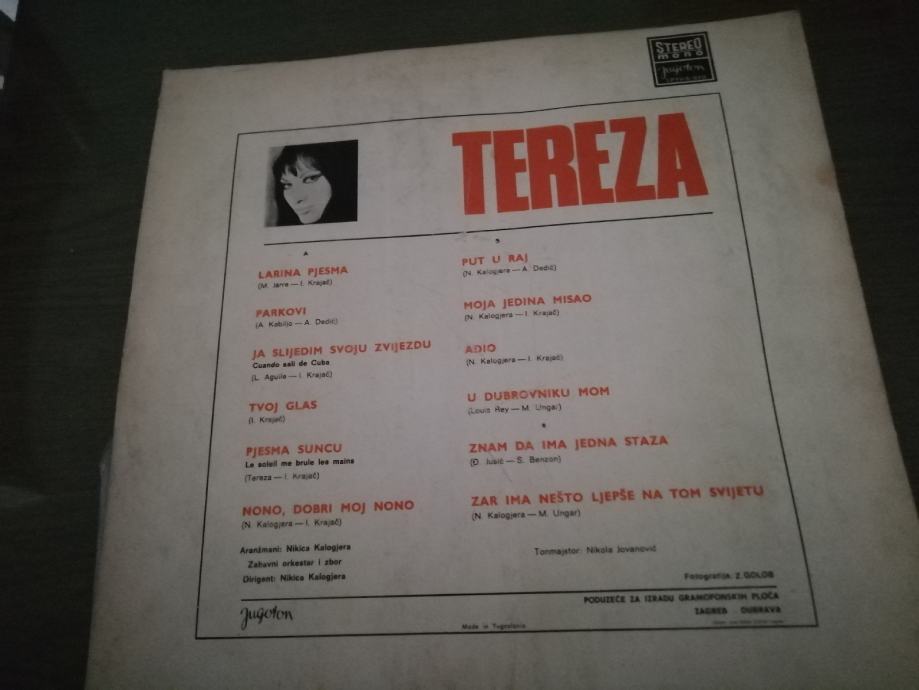 STEREO
mono
Jugoton
TEREZA
A
LARINA PJESMA
(M. Jarre — I. Krajač)
PARKOVI
(A. Kabiljo — A. Dedić)
JA SLIJEDIM SVOJU ZVIJEZDU
Cuando sali de Cuba
(L. Aguile — I. Krajač)
TVOJ GLAS
(I. Krajač)
PJESMA SUNCU
Le soleil me brule les mains
(Tereza — I. Krajač)
NONO, DOBRI MOJ NONO
(N. Kalogjera — I. Krajač)
B
PUT U RAJ
(N. Kalogjera — A. Dedić)
MOJA JEDINA MISAO
(N. Kalogjera — I. Krajač)
ADIO
(N. Kalogjera — I. Krajač)
U DUBROVNIKU MOM
(Louis Rey — M. Ungar)
ZNAM DA IMA JEDNA STAZA
(Đ. Jusić — S. Benzon)
ZAR IMA NEŠTO LJEPŠE NA TOM SVIJETU
(N. Kalogjera — M. Ungar)
Aranžmani: Nikica Kalogjera
Zabavni orkestar i zbor
Dirigent: Nikica Kalogjera
Tonmajstor: Nikola Jovanović
Fotografija: Z. GOLOB
Jugoton
PODUZEĆE ZA IZRADU GRAMOFONSKIH PLOČA
ZAGREB - DUBRAVA
Made in Yugoslavia